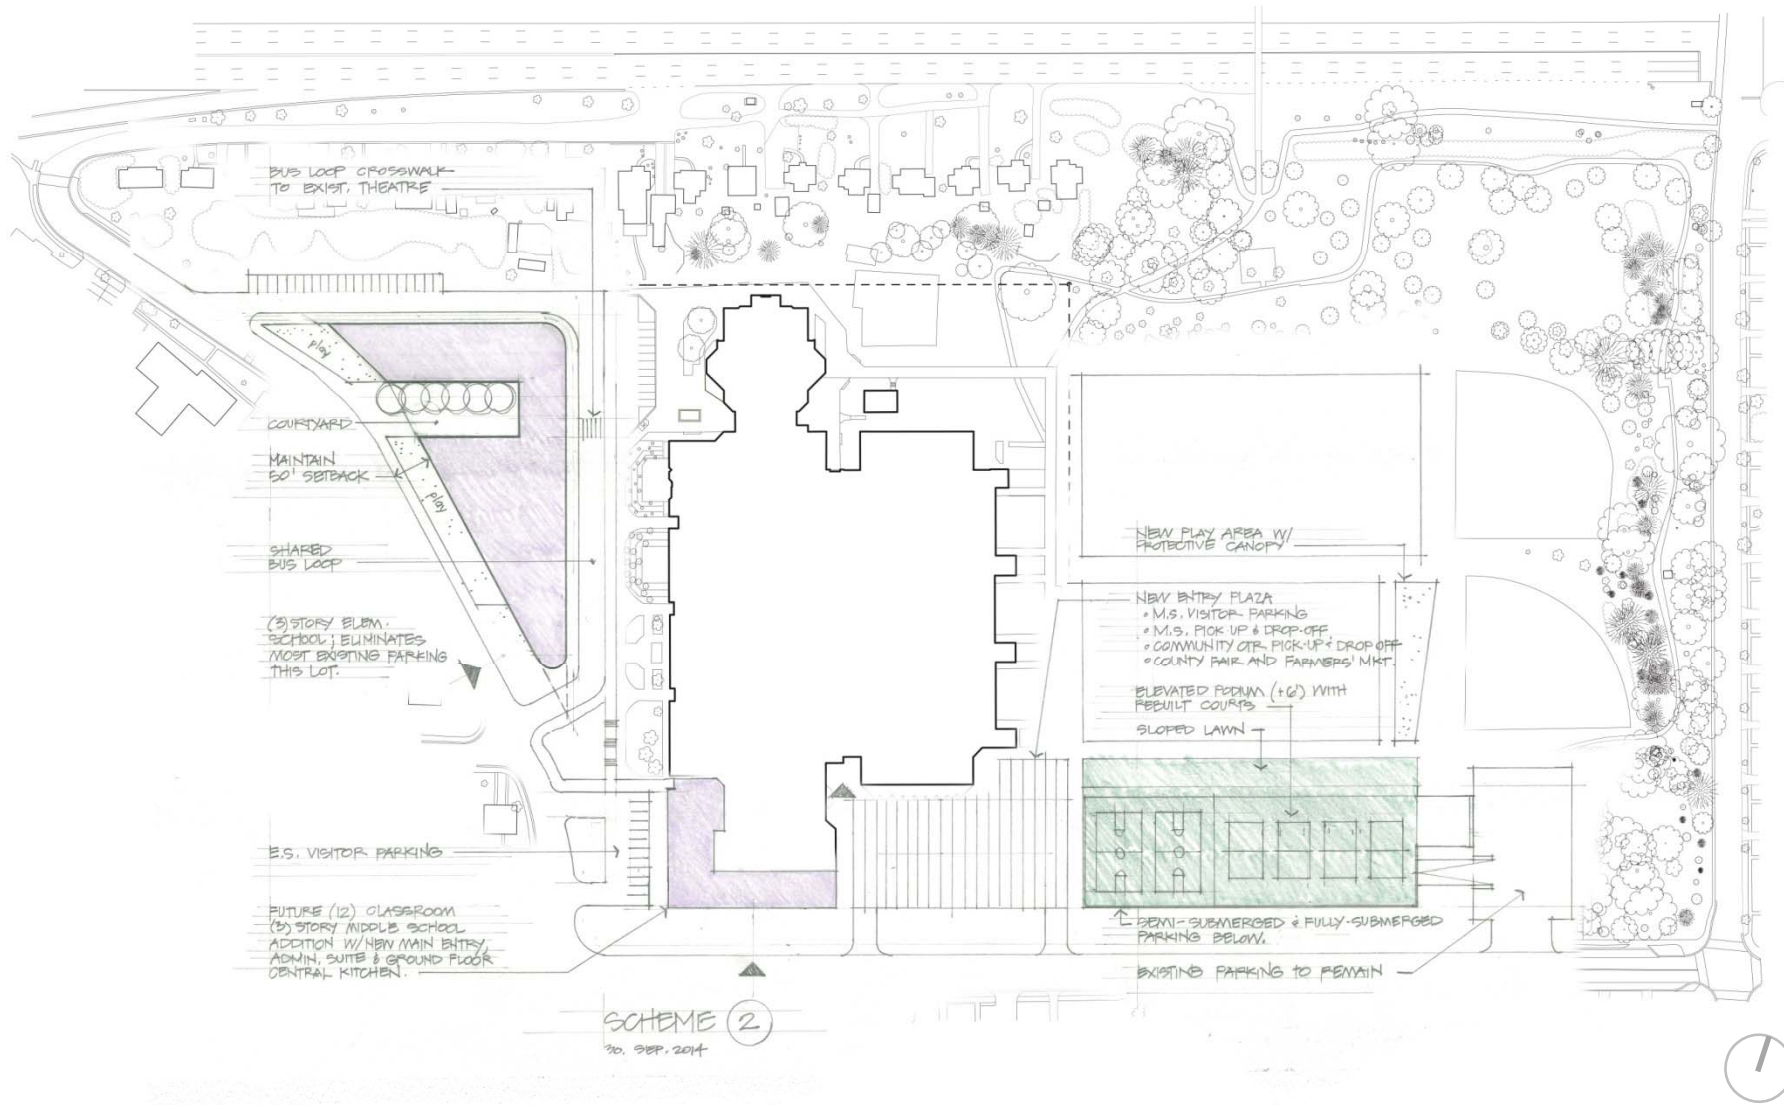 BUS LOOP CROSSWALK
TO EXIST. THEATRE
play
COURTYARD
MAINTAIN
50' SETBACK
play
SHARED
BUS LOOP
(3) STORY ELEM.
SCHOOL; ELIMINATES
MOST EXISTING PARKING
THIS LOT.
E.S. VISITOR PARKING
FUTURE (12) CLASSROOM
(3) STORY MIDDLE SCHOOL
ADDITION W/ NEW MAIN ENTRY,
ADMIN. SUITE & GROUND FLOOR
CENTRAL KITCHEN.
NEW PLAY AREA W/
PROTECTIVE CANOPY
NEW ENTRY PLAZA
• M.S. VISITOR PARKING
• M.S. PICK-UP & DROP-OFF
• COMMUNITY CTR PICK-UP & DROP OFF
• COUNTY FAIR AND FARMERS' MKT.
ELEVATED PODIUM (+6') WITH
REBUILT COURTS
SLOPED LAWN
SEMI-SUBMERGED & FULLY-SUBMERGED
PARKING BELOW.
EXISTING PARKING TO REMAIN
SCHEME 2
30. SEP. 2014